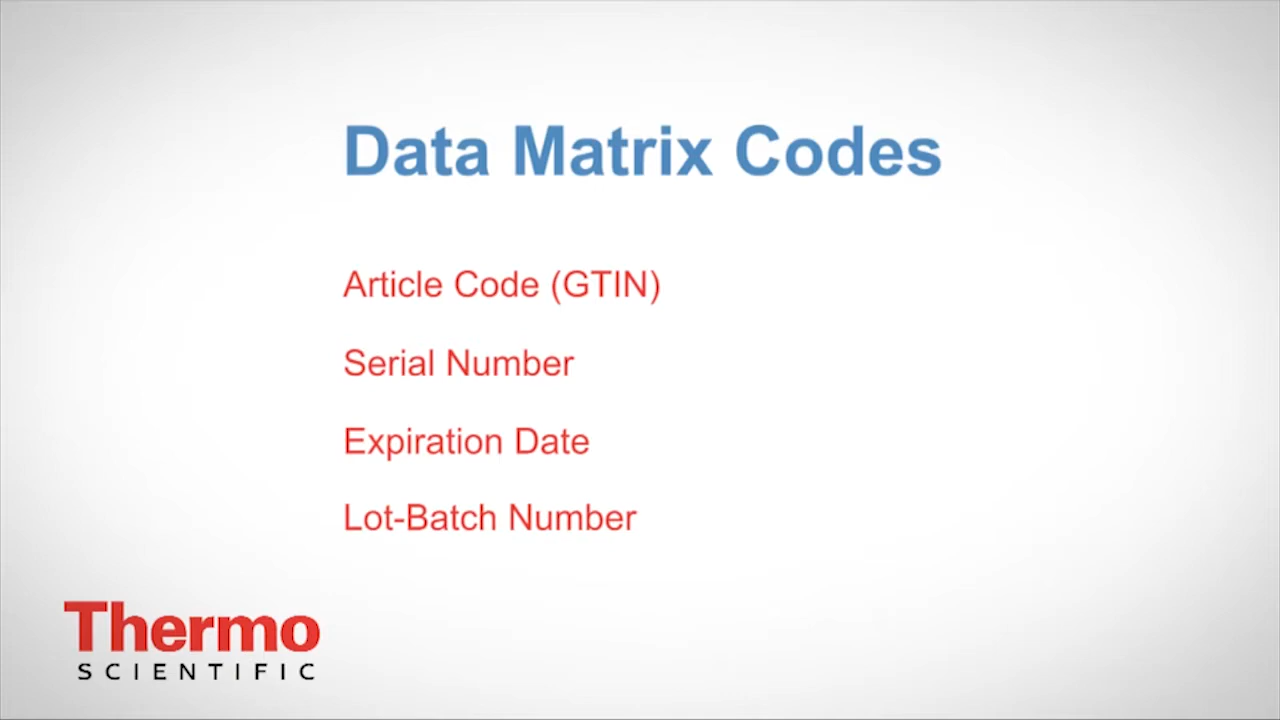 Data Matrix Codes
Article Code (GTIN)
Serial Number
Expiration Date
Lot-Batch Number
Thermo
SCIENTIFIC